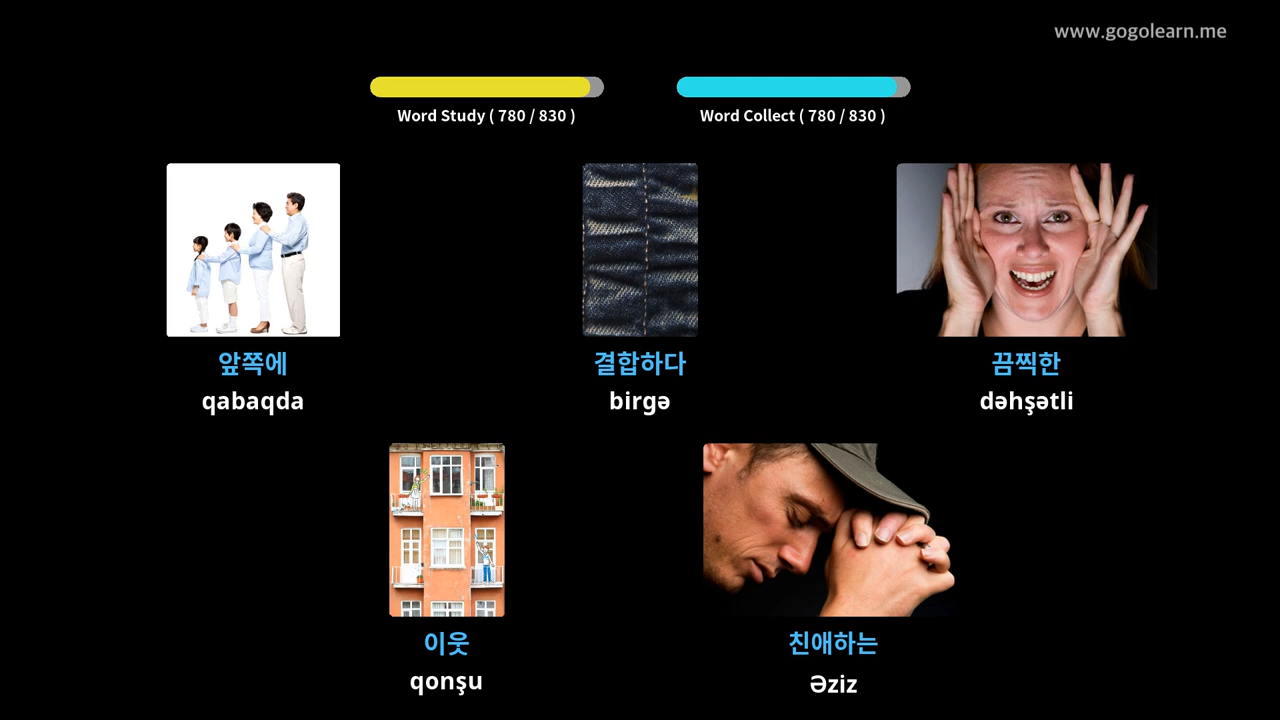 www.gogolearn.me
Word Study ( 780 / 830 )
Word Collect ( 780 / 830 )
앞쪽에
qabaqda
결합하다
birgə
끔찍한
dəhşətli
이웃
qonşu
친애하는
Əziz